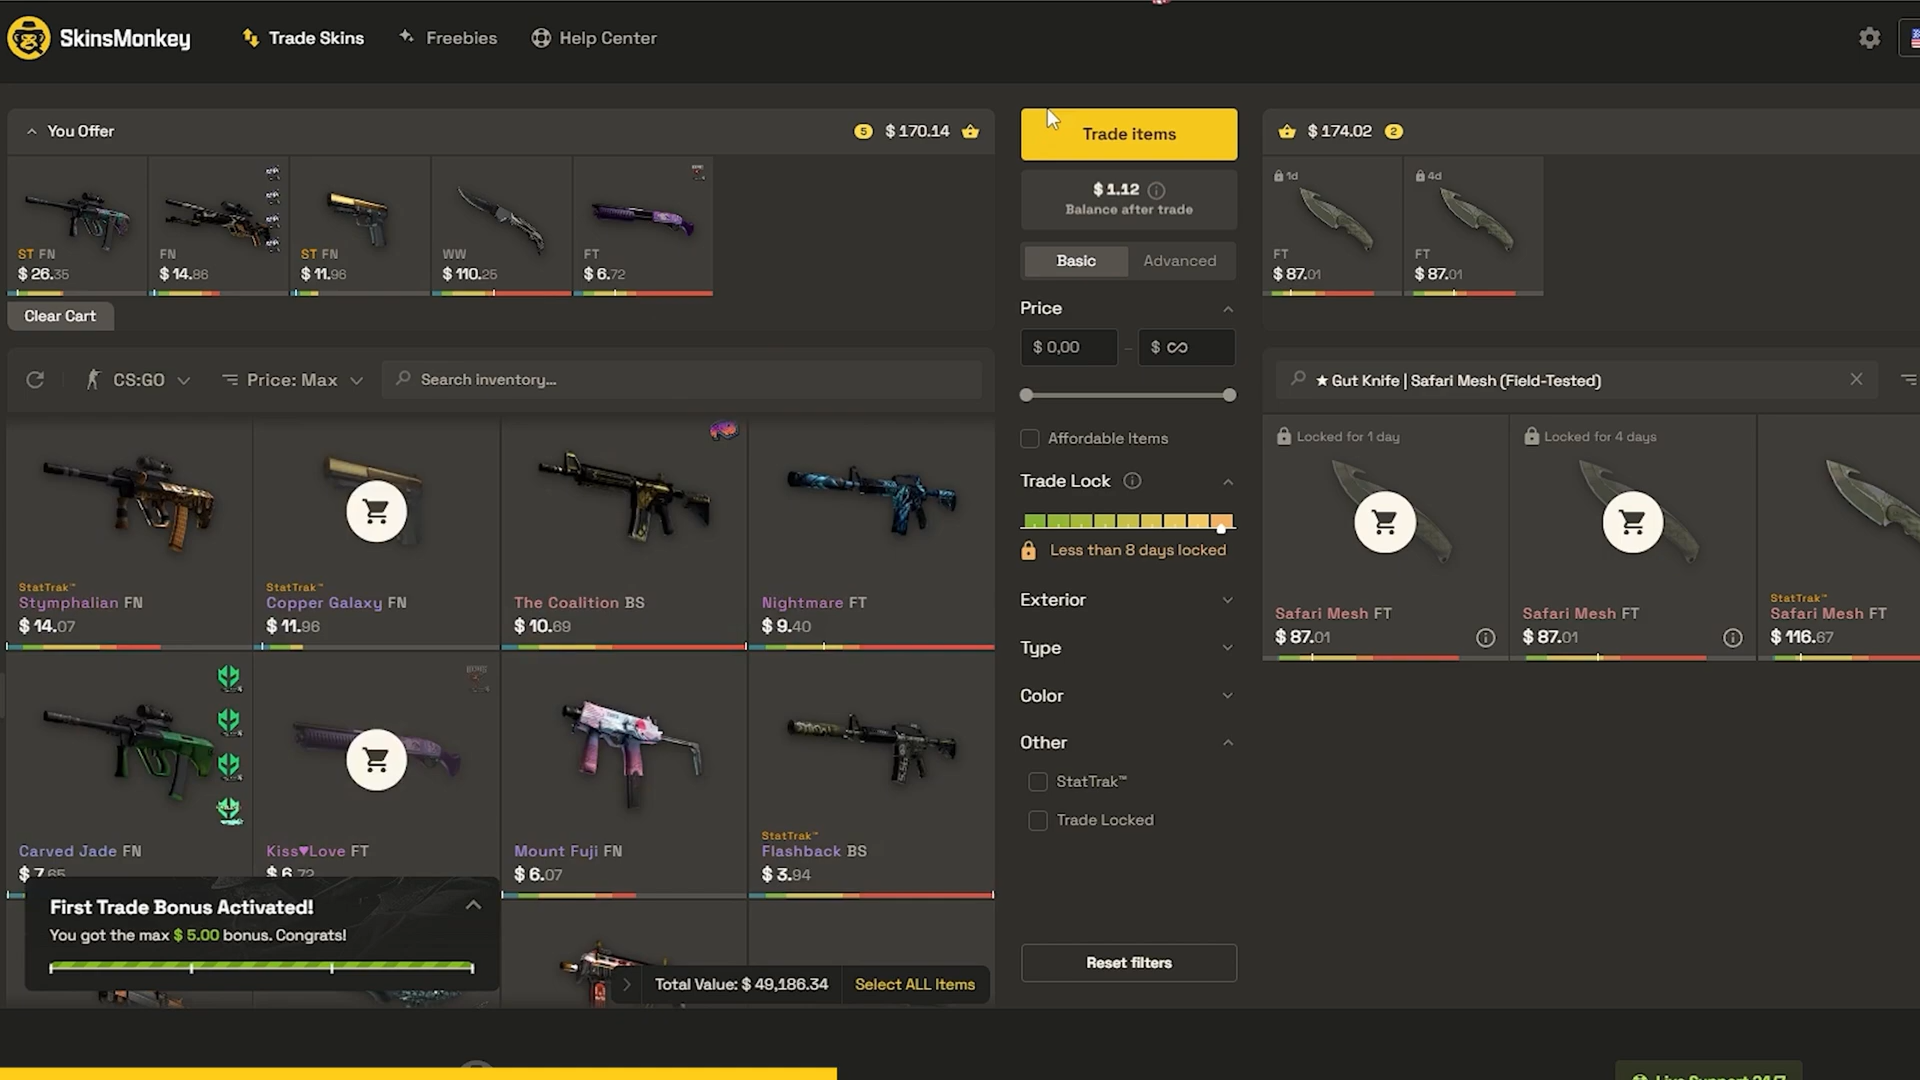 SkinsMonkey
Trade Skins
Freebies
Help Center
You Offer
5 $ 170.14
ST FN
$ 26.35
FN
$ 14.86
ST FN
$ 11.96
WW
$ 110.25
FT
$ 6.72
Clear Cart
Trade items
$ 1.12
Balance after trade
Basic Advanced
Price
$ 0,00 – $ ∞
Affordable Items
Trade Lock
Less than 8 days locked
Exterior
Type
Color
Other
StatTrak™
Trade Locked
Reset filters
$ 174.02 2
1d
FT
$ 87.01
4d
FT
$ 87.01
CS:GO
Price: Max
Search inventory...
StatTrak™
Stymphalian FN
$ 14.07
StatTrak™
Copper Galaxy FN
$ 11.96
The Coalition BS
$ 10.69
Nightmare FT
$ 9.40
Carved Jade FN
$ 7.65
Kiss♥Love FT
$ 6.72
Mount Fuji FN
$ 6.07
StatTrak™
Flashback BS
$ 3.94
First Trade Bonus Activated!
You got the max $ 5.00 bonus. Congrats!
Total Value: $ 49,186.34
Select ALL Items
★ Gut Knife | Safari Mesh (Field-Tested)
Locked for 1 day
Safari Mesh FT
$ 87.01
Locked for 4 days
Safari Mesh FT
$ 87.01
StatTrak™
Safari Mesh FT
$ 116.67
Live Support 24/7